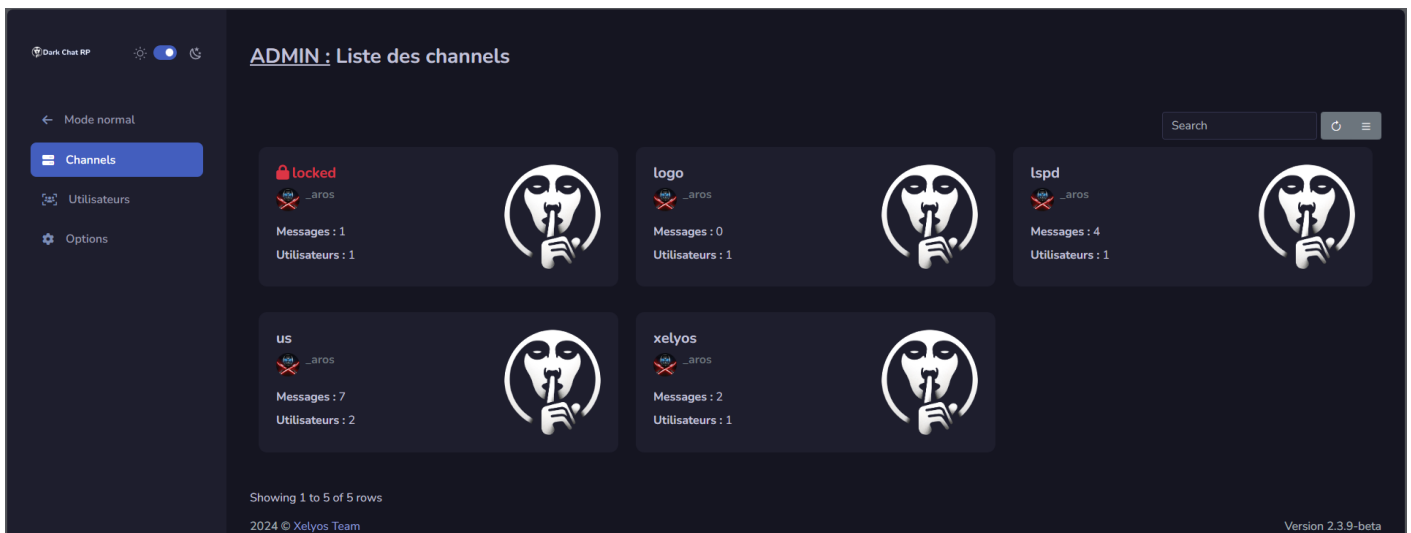 Dark Chat RP
ADMIN : Liste des channels
Mode normal
Channels
Utilisateurs
Options
Search
locked
_aros
Messages : 1
Utilisateurs : 1
logo
_aros
Messages : 0
Utilisateurs : 1
lspd
_aros
Messages : 4
Utilisateurs : 1
us
_aros
Messages : 7
Utilisateurs : 2
xelyos
_aros
Messages : 2
Utilisateurs : 1
Showing 1 to 5 of 5 rows
2024 © Xelyos Team
Version 2.3.9-beta